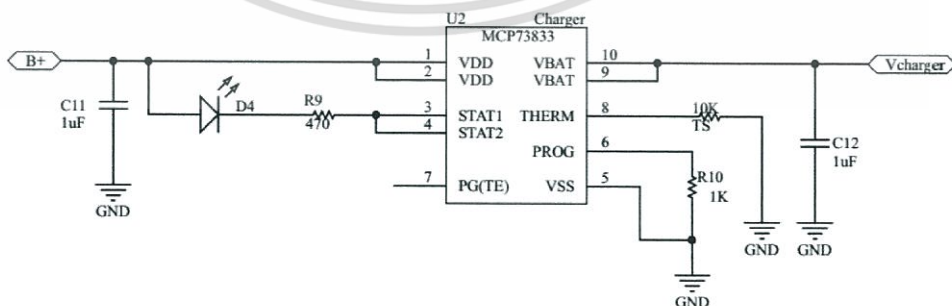 U2 Charger
MCP73833
B+
1 VDD VBAT 10
2 VDD VBAT 9
Vcharger
C11
1uF
D4
R9
470
3 STAT1 THERM 8
4 STAT2
10K
TS
PROG 6
C12
1uF
7 PG(TE) VSS 5
R10
1K
GND
GND
GND
GND